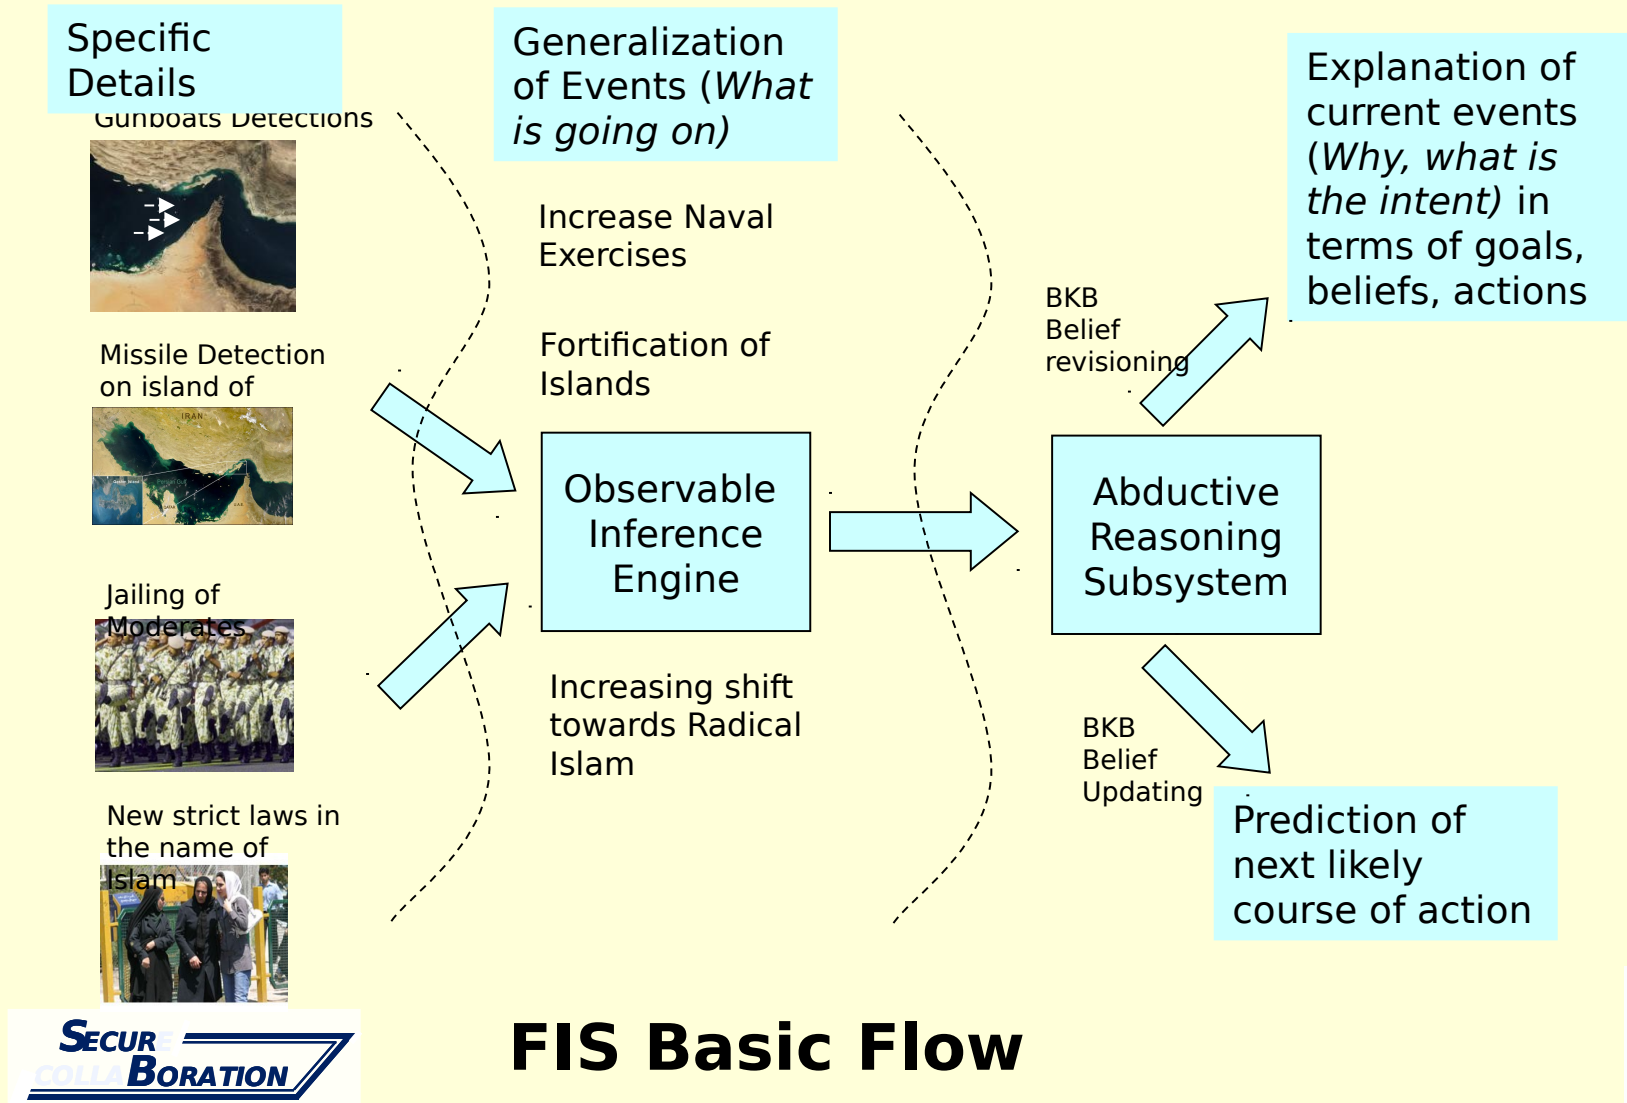 Specific
Details
Gunboats Detections
Missile Detection
on island of
IRAN
Jailing of
Moderates
New strict laws in
the name of
Islam
Generalization
of Events (What
is going on)
Increase Naval
Exercises
Fortification of
Islands
Observable
Inference
Engine
Increasing shift
towards Radical
Islam
BKB
Belief
revisioning
Abductive
Reasoning
Subsystem
BKB
Belief
Updating
Explanation of
current events
(Why, what is
the intent) in
terms of goals,
beliefs, actions
Prediction of
next likely
course of action
SECURE
COLLABORATION
FIS Basic Flow